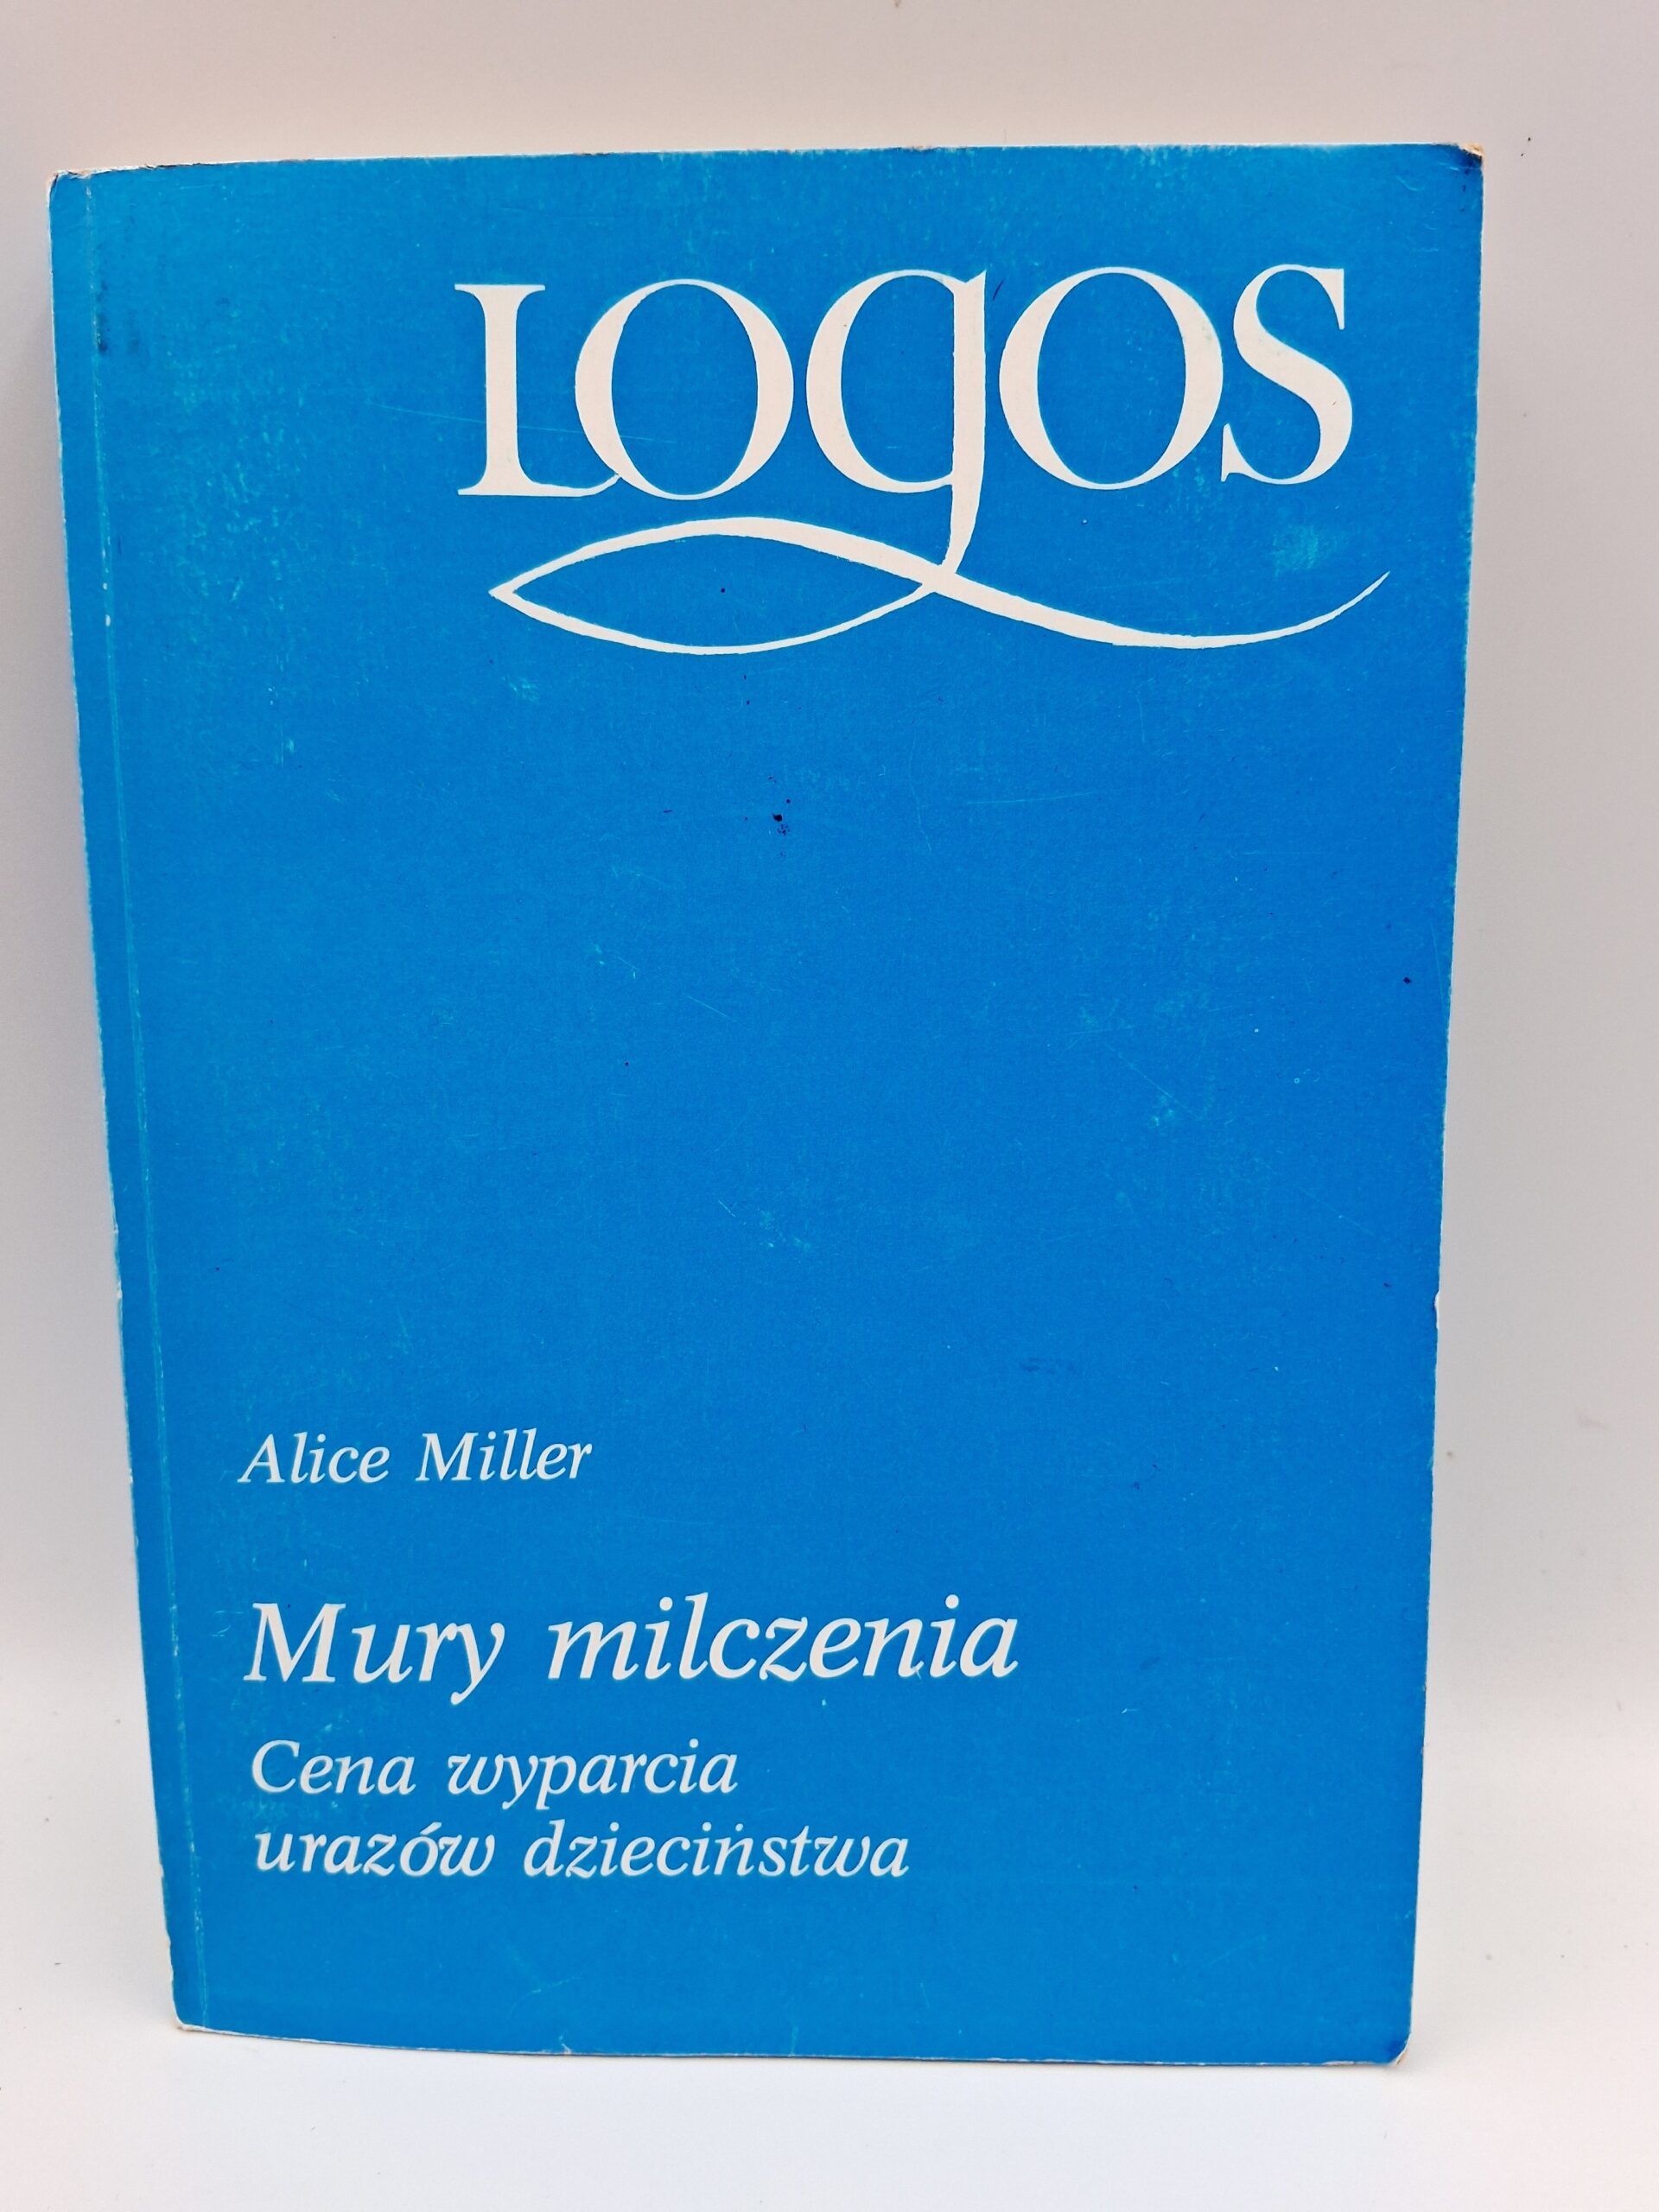 LOGOS
Alice Miller
Mury milczenia
Cena wyparcia
urazów dzieciństwa